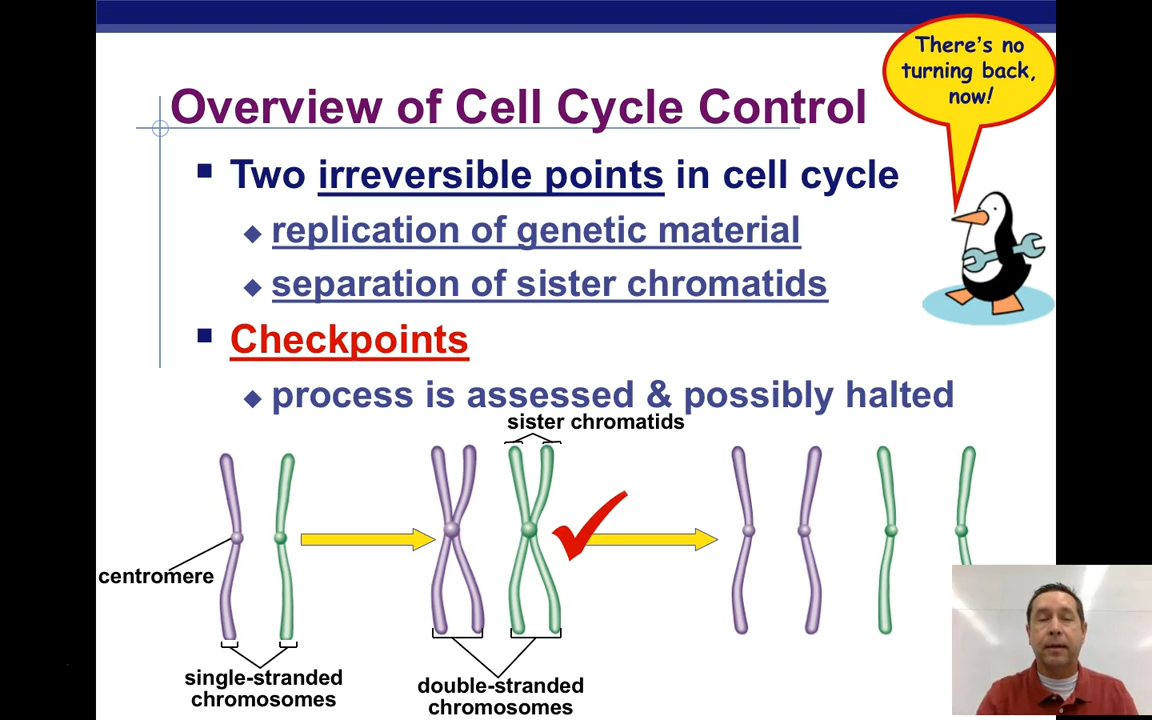 There's no
turning back,
now!
Overview of Cell Cycle Control
Two irreversible points in cell cycle
replication of genetic material
separation of sister chromatids
Checkpoints
process is assessed & possibly halted
sister chromatids
centromere
single-stranded
chromosomes
double-stranded
chromosomes